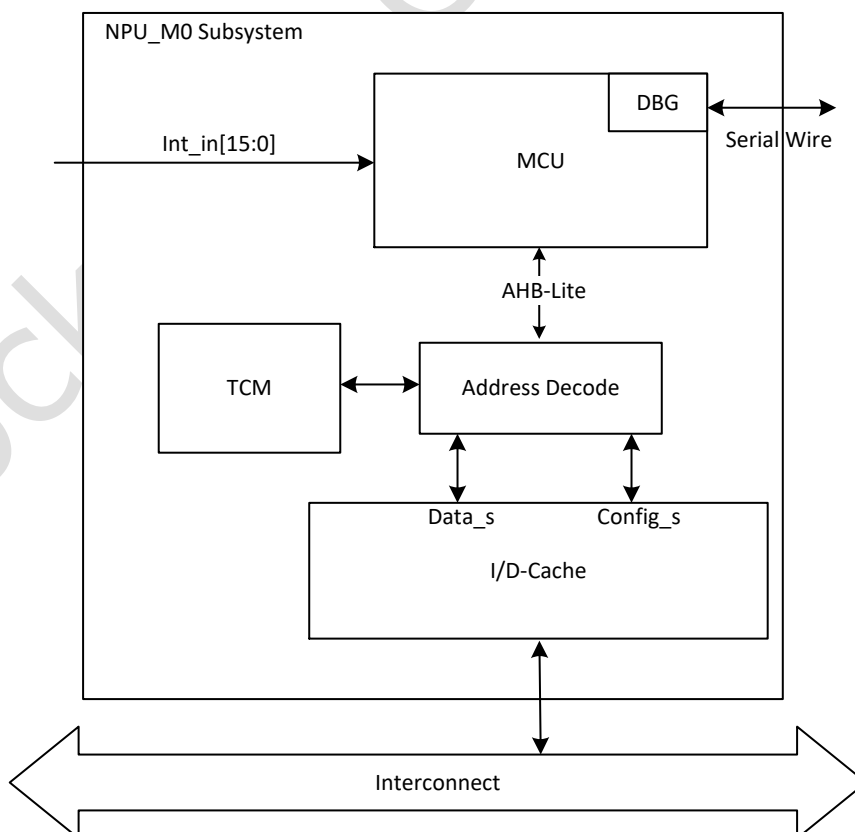 NPU_M0 Subsystem
DBG
Int_in[15:0]
Serial Wire
MCU
AHB-Lite
TCM
Address Decode
Data_s
Config_s
I/D-Cache
Interconnect